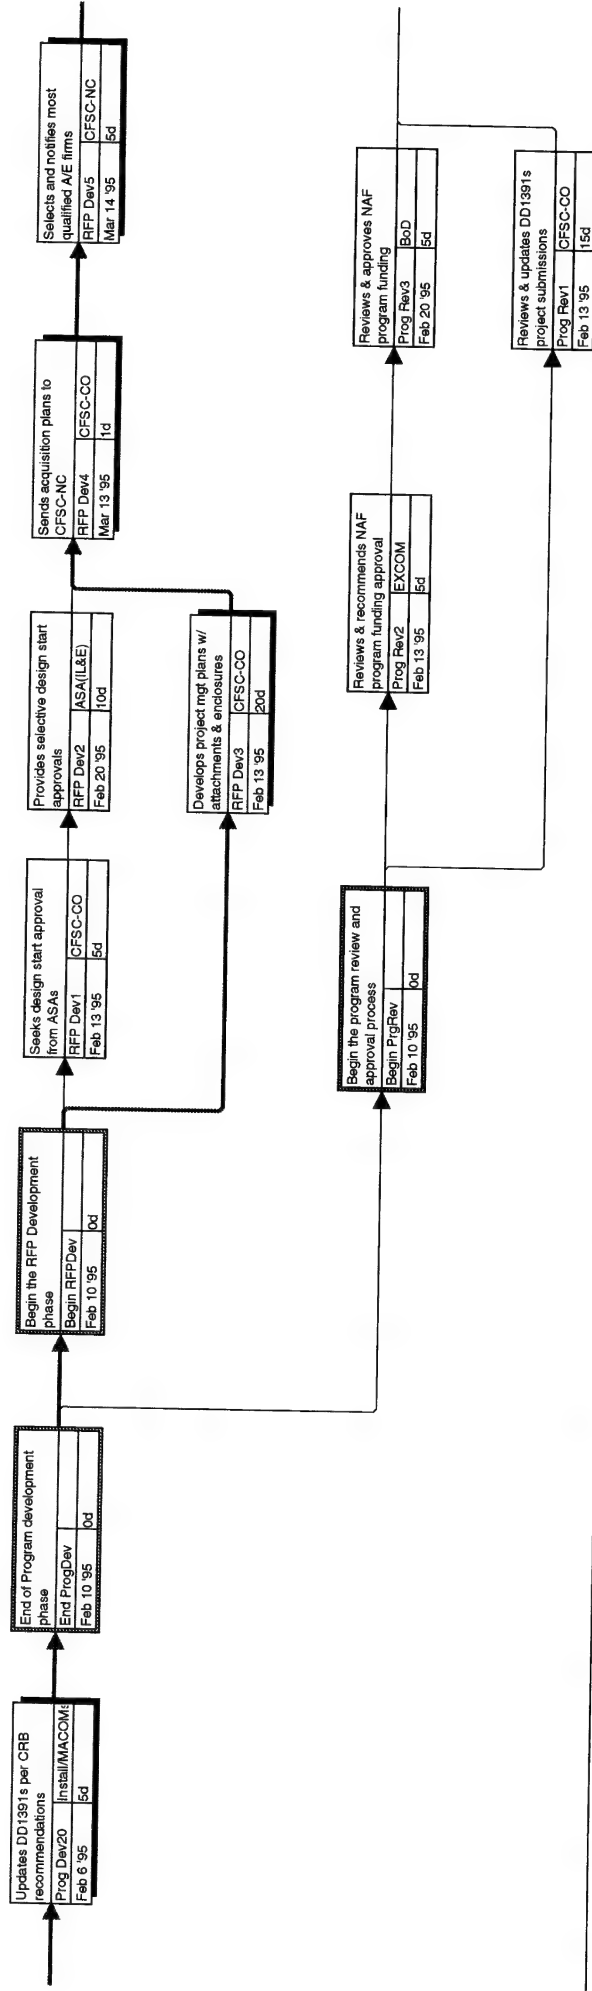 Updates DD1391s per CRB
recommendations
Prog Dev20 Install/MACOMs
Feb 6 '95 5d
End of Program development
phase
End ProgDev
Feb 10 '95 0d
Begin the RFP Development
phase
Begin RFPDev
Feb 10 '95 0d
Seeks design start approval
from ASAs
RFP Dev1 CFSC-CO
Feb 13 '95 5d
Provides selective design start
approvals
RFP Dev2 ASA(IL&E)
Feb 20 '95 10d
Develops project mgt plans w/
attachments & enclosures
RFP Dev3 CFSC-CO
Feb 13 '95 20d
Sends acquisition plans to
CFSC-NC
RFP Dev4 CFSC-CO
Mar 13 '95 1d
Selects and notifies most
qualified A/E firms
RFP Dev5 CFSC-NC
Mar 14 '95 5d
Begin the program review and
approval process
Begin PrgRev
Feb 10 '95 0d
Reviews & recommends NAF
program funding approval
Prog Rev2 EXCOM
Feb 13 '95 5d
Reviews & approves NAF
program funding
Prog Rev3 BoD
Feb 20 '95 5d
Reviews & updates DD1391s
project submissions
Prog Rev1 CFSC-CO
Feb 13 '95 15d